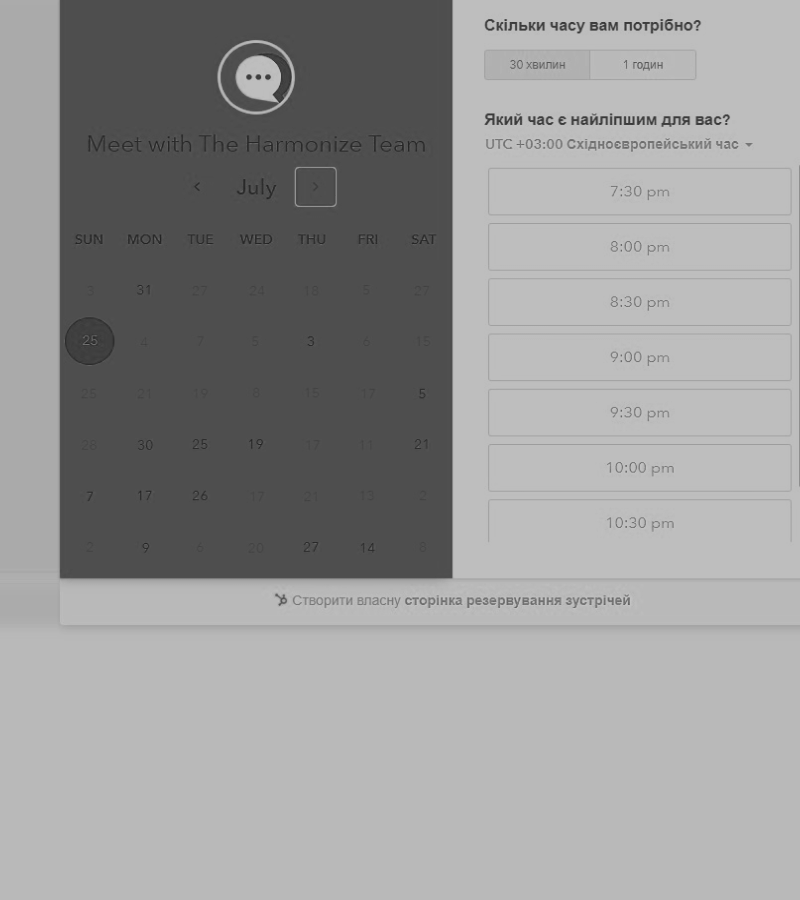 Meet with The Harmonize Team
July
SUN MON TUE WED THU FRI SAT
3 31 27 24 18 5 27
25 4 7 5 3 6 15
26 21 19 8 15 17 5
28 30 25 19 17 11 21
7 17 26 17 21 13 2
2 9 6 20 27 14 8
Скільки часу вам потрібно?
30 хвилин 1 годин
Який час є найліпшим для вас?
UTC +03:00 Східноєвропейський час
7:30 pm
8:00 pm
8:30 pm
9:00 pm
9:30 pm
10:00 pm
10:30 pm
Створити власну сторінка резервування зустрічей